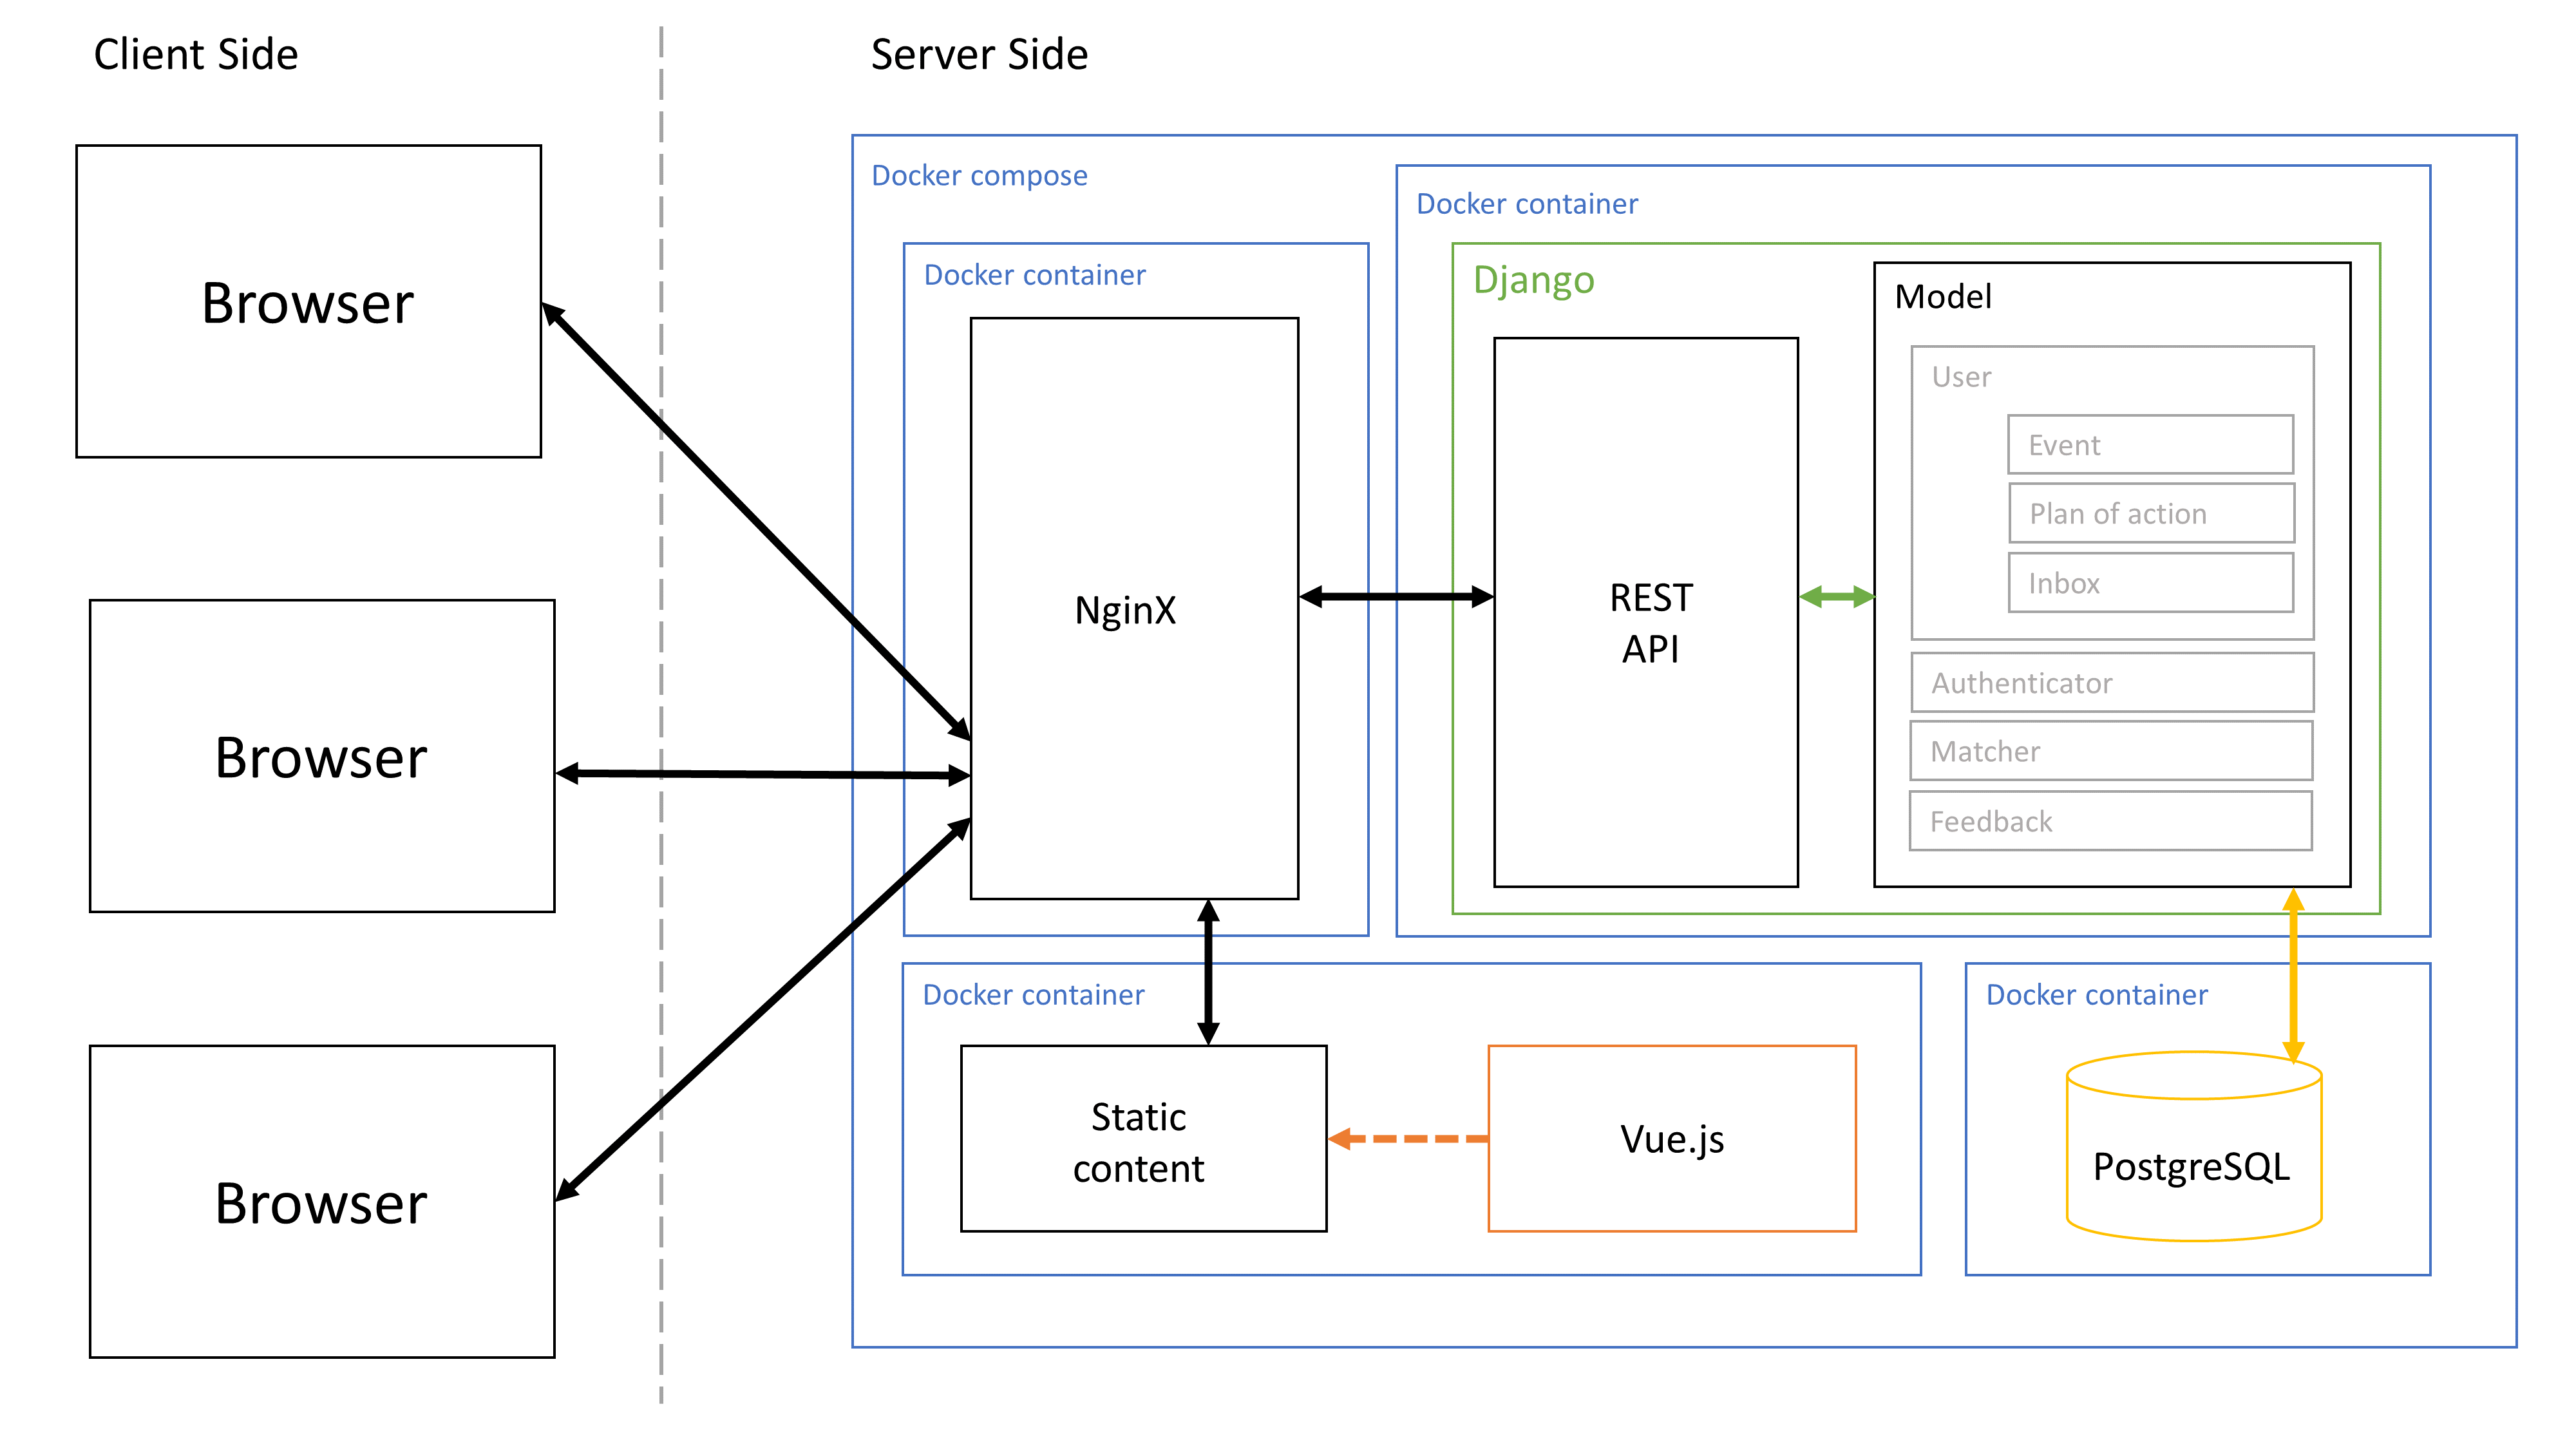 Client Side
Server Side
Browser
Browser
Browser
Docker compose
Docker container
NginX
Docker container
Django
REST
API
Model
User
Event
Plan of action
Inbox
Authenticator
Matcher
Feedback
Docker container
Static
content
Vue.js
Docker container
PostgreSQL